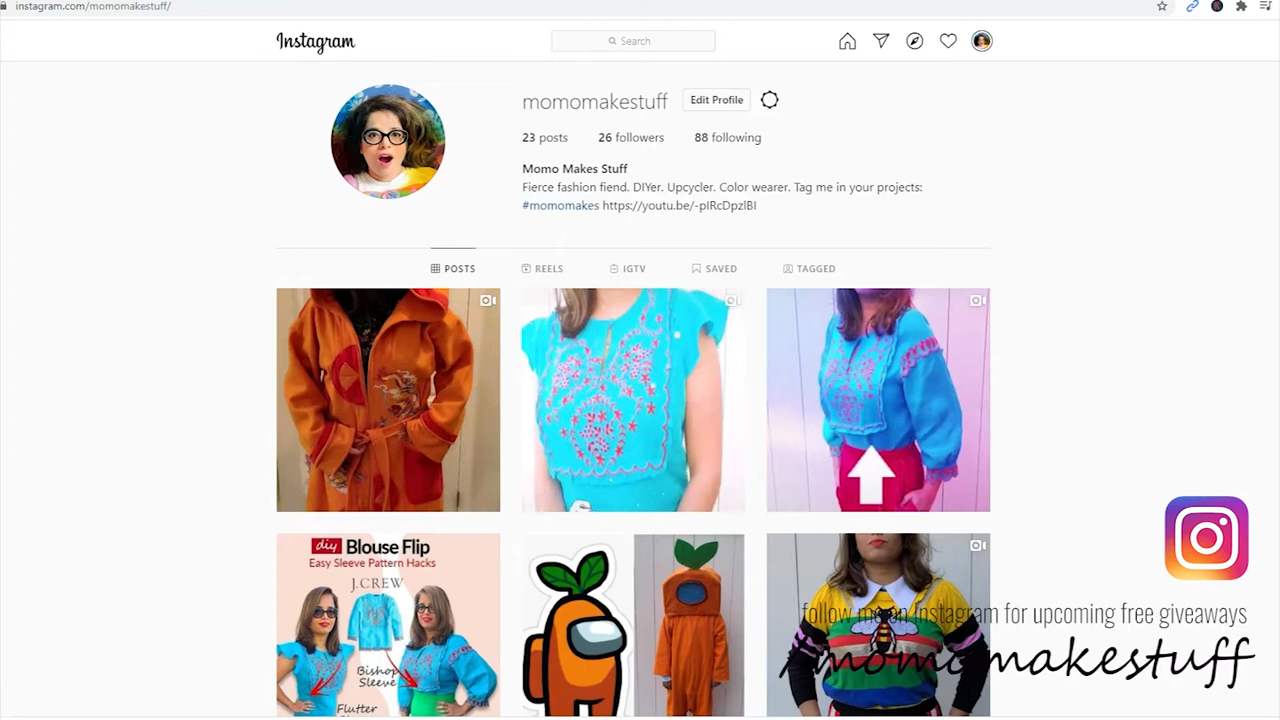 instagram.com/momomakestuff/
Instagram
Search
momomakestuff
Edit Profile
23 posts
26 followers
88 following
Momo Makes Stuff
Fierce fashion fiend. DIYer. Upcycler. Color wearer. Tag me in your projects:
#momomakes https://youtu.be/-pIRcDpzlBI
POSTS
REELS
IGTV
SAVED
TAGGED
diy Blouse Flip
Easy Sleeve Pattern Hacks
J.CREW
Bishop
Sleeve
Flutter
follow me on Instagram for upcoming free giveaways
/momomakestuff